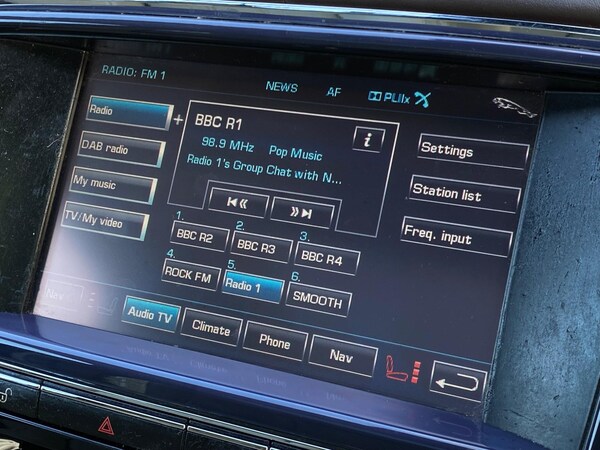 RADIO: FM 1
NEWS AF PLIIx
Radio
DAB radio
My music
TV/My video
+
BBC R1
i
98.9 MHz Pop Music
Radio 1's Group Chat with N...
Settings
Station list
Freq. input
1. BBC R2
2. BBC R3
3. BBC R4
4. ROCK FM
5. Radio 1
6. SMOOTH
Nav
Audio TV
Climate
Phone
Nav